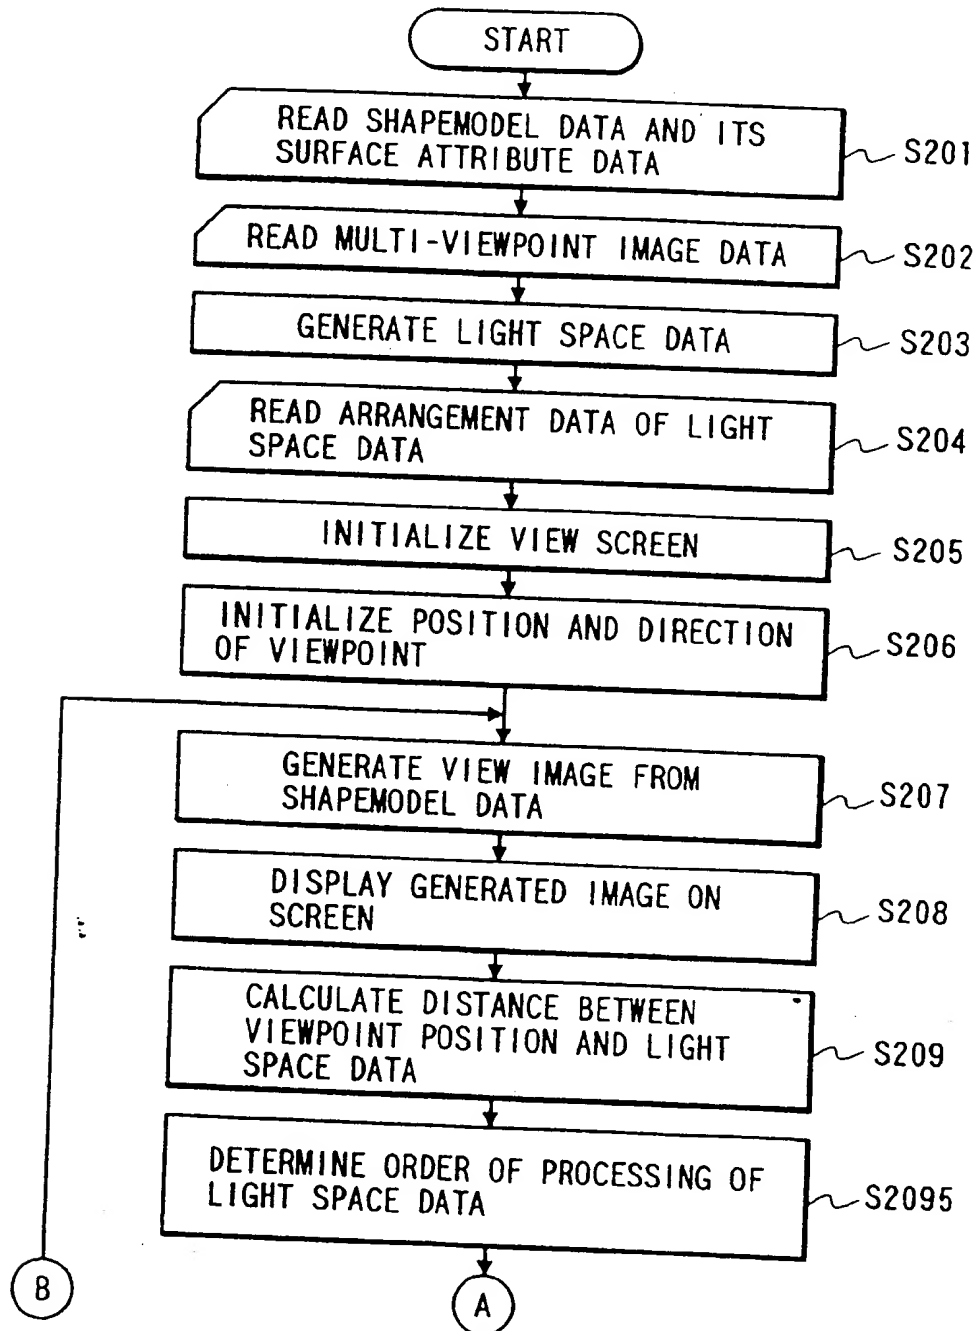 START
READ SHAPEMODEL DATA AND ITS
SURFACE ATTRIBUTE DATA
S201
READ MULTI-VIEWPOINT IMAGE DATA
S202
GENERATE LIGHT SPACE DATA
S203
READ ARRANGEMENT DATA OF LIGHT
SPACE DATA
S204
INITIALIZE VIEW SCREEN
S205
INITIALIZE POSITION AND DIRECTION
OF VIEWPOINT
S206
GENERATE VIEW IMAGE FROM
SHAPEMODEL DATA
S207
DISPLAY GENERATED IMAGE ON
SCREEN
S208
CALCULATE DISTANCE BETWEEN
VIEWPOINT POSITION AND LIGHT
SPACE DATA
S209
DETERMINE ORDER OF PROCESSING OF
LIGHT SPACE DATA
S2095
B
A